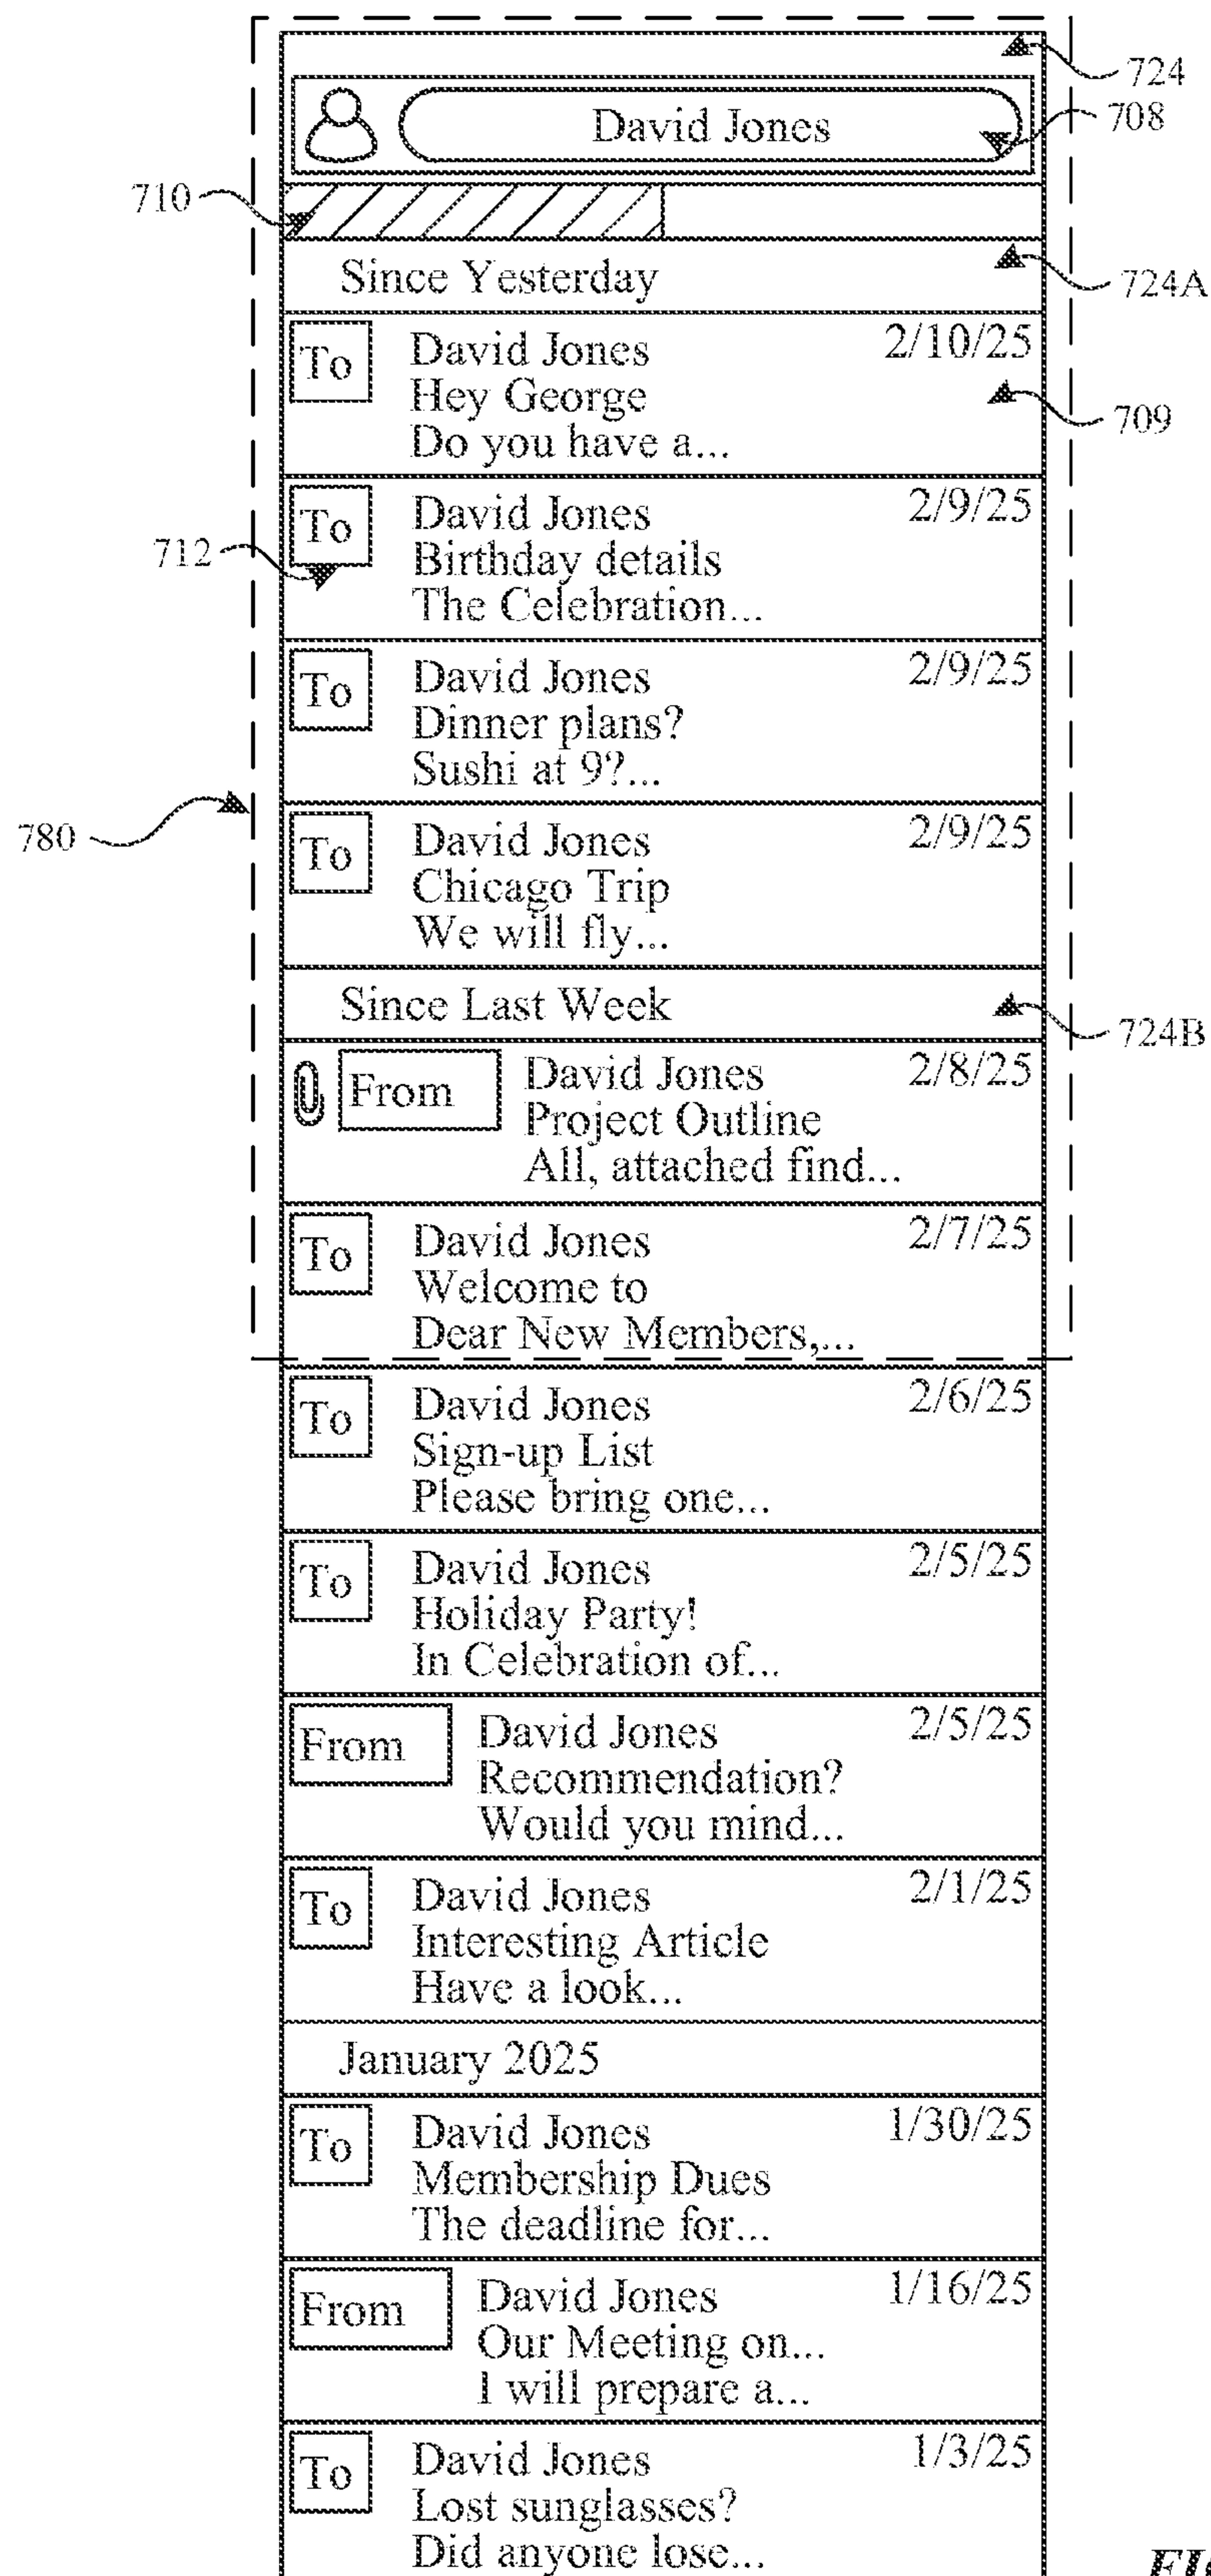 724
David Jones
708
710
Since Yesterday
724A
To David Jones 2/10/25
Hey George
709
Do you have a...
To David Jones 2/9/25
712
Birthday details
The Celebration...
To David Jones 2/9/25
Dinner plans?
Sushi at 9?...
780
To David Jones 2/9/25
Chicago Trip
We will fly...
Since Last Week
724B
From David Jones 2/8/25
Project Outline
All, attached find...
To David Jones 2/7/25
Welcome to
Dear New Members,...
To David Jones 2/6/25
Sign-up List
Please bring one...
To David Jones 2/5/25
Holiday Party!
In Celebration of...
From David Jones 2/5/25
Recommendation?
Would you mind...
To David Jones 2/1/25
Interesting Article
Have a look...
January 2025
To David Jones 1/30/25
Membership Dues
The deadline for...
From David Jones 1/16/25
Our Meeting on...
I will prepare a...
To David Jones 1/3/25
Lost sunglasses?
Did anyone lose...